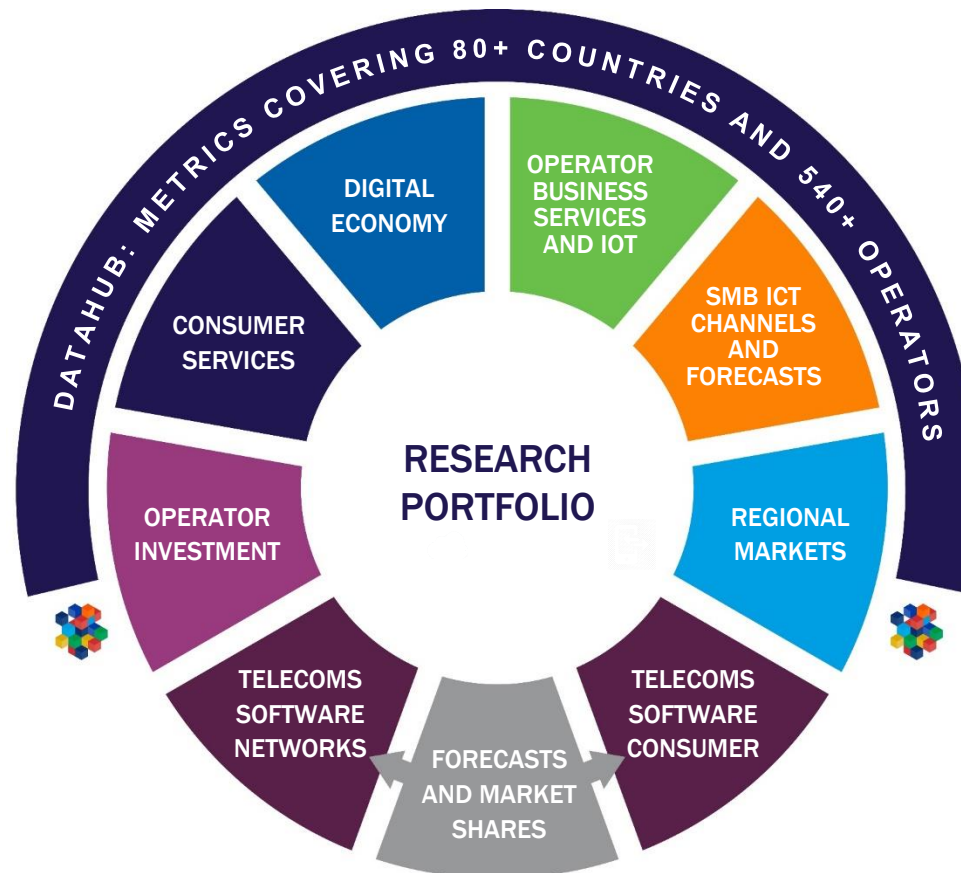 DATAHUB: METRICS COVERING 80+ COUNTRIES AND 540+ OPERATORS
DIGITAL
ECONOMY
OPERATOR
BUSINESS
SERVICES
AND IOT
CONSUMER
SERVICES
SMB ICT
CHANNELS
AND
FORECASTS
RESEARCH
PORTFOLIO
OPERATOR
INVESTMENT
REGIONAL
MARKETS
TELECOMS
SOFTWARE
NETWORKS
FORECASTS
AND MARKET
SHARES
TELECOMS
SOFTWARE
CONSUMER